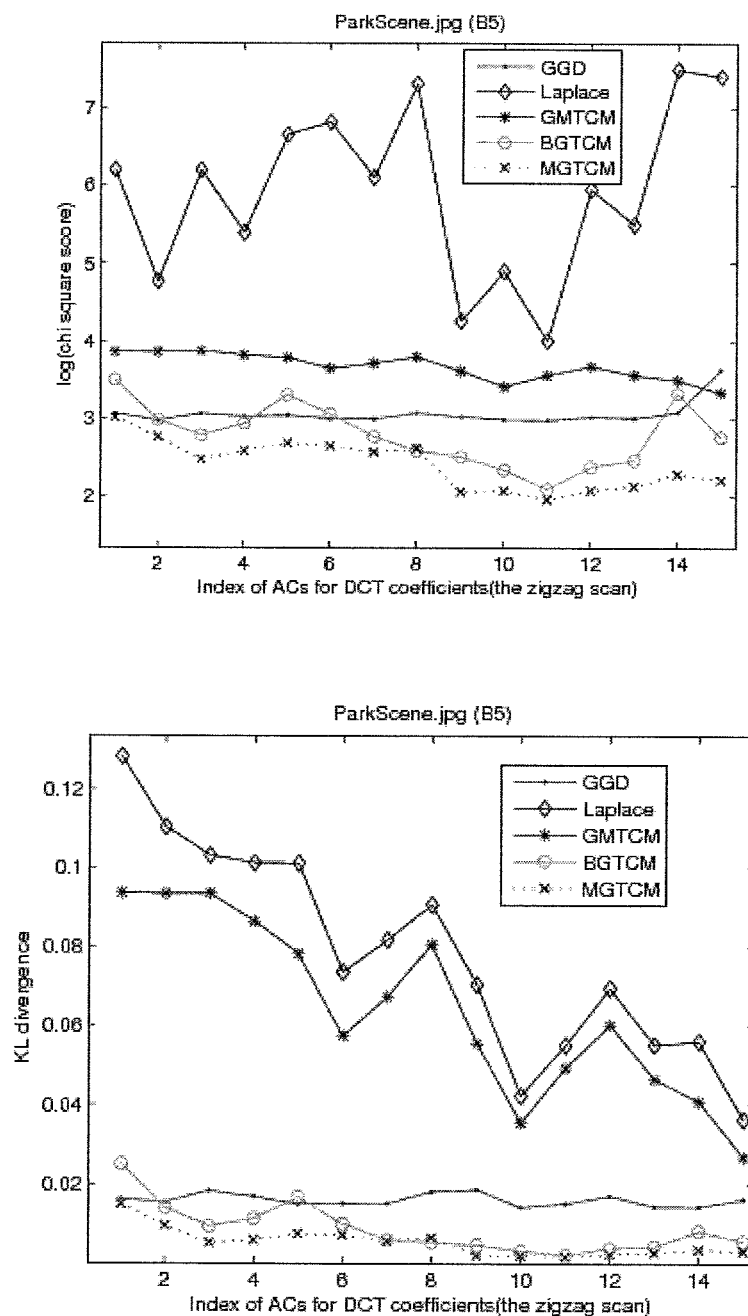 ParkScene.jpg (B5)
GGD
Laplace
GMTCM
BGTCM
MGTCM
log(chi square score)
7
6
5
4
3
2
2 4 6 8 10 12 14
Index of ACs for DCT coefficients(the zigzag scan)
ParkScene.jpg (B5)
GGD
Laplace
GMTCM
BGTCM
MGTCM
KL divergence
0.12
0.1
0.08
0.06
0.04
0.02
2 4 6 8 10 12 14
Index of ACs for DCT coefficients(the zigzag scan)